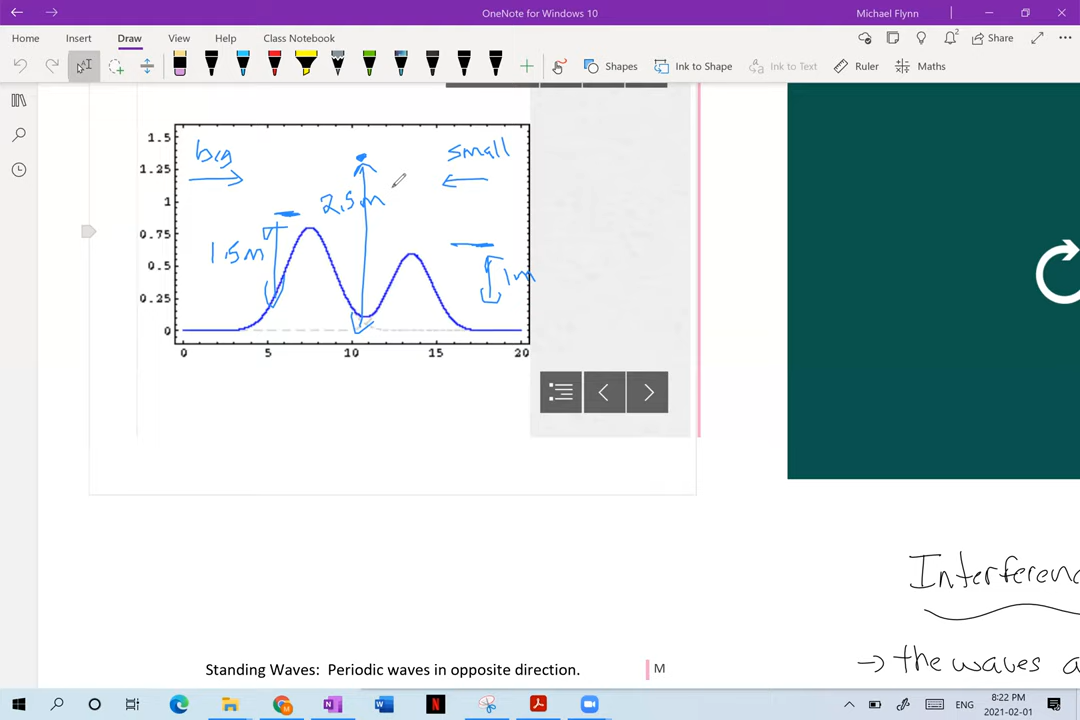 OneNote for Windows 10
Michael Flynn
Home
Insert
Draw
View
Help
Class Notebook
Share
Shapes
Ink to Shape
Ink to Text
Ruler
Maths
1.5
1.25
1
0.75
0.5
0.25
0
0 5 10 15 20
big
small
2.5m
1.5m
1m
Interferen
→ the waves a
Standing Waves: Periodic waves in opposite direction.
M
ENG
8:22 PM
2021-02-01